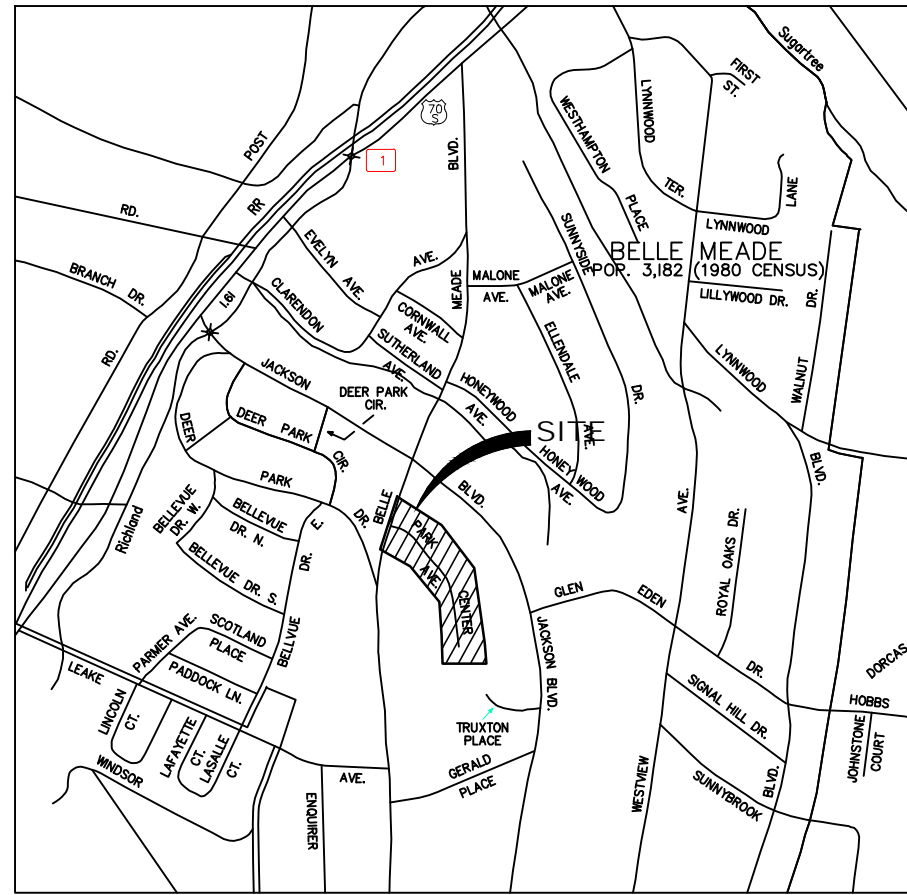 Sugartree
FIRST
ST.
70
S
LYNNWOOD
WESTHAMPTON
PLACE
POST
RD.
BLVD.
1
RR
RD.
TER.
LANE
LYNNWOOD
BELLE MEADE
POP. 3,182 (1980 CENSUS)
SUNNYSIDE
DR.
EVELYN
AVE.
AVE.
MEADE
MALONE
AVE.
MALONE
AVE.
LILLYWOOD DR.
WALNUT
DR.
BRANCH DR.
1.61
CLARENDON
AVE.
CORNWALL
AVE.
SUTHERLAND
ELLENDALE
AVE.
LYNNWOOD
BLVD.
JACKSON
BLVD.
DEER PARK
CIR.
HONEYWOOD
AVE.
SITE
HONEY WOOD
AVE.
DEER
PARK
DR.
DEER PARK
CIR.
BELLE
PARK
CENTER
AVE.
Richland
BELLEVUE
DR. W.
BELLEVUE
DR. N.
BELLEVUE DR. S.
BELLVUE
DR.
E
AVE.
ROYAL OAKS DR.
GLEN
EDEN
DR.
JACKSON BLVD.
DORCAS
HOBBS
PARMER AVE.
SCOTLAND
PLACE
PADDOCK LN.
LEAKE
AVE.
LINCOLN
CT.
LAFAYETTE
CT.
LASALLE
CT.
WINDSOR
TRUXTON
PLACE
SIGNAL HILL DR.
JOHNSTONE
COURT
GERALD
PLACE
ENQUIRER
WESTVIEW
SUNNYBROOK
BLVD.